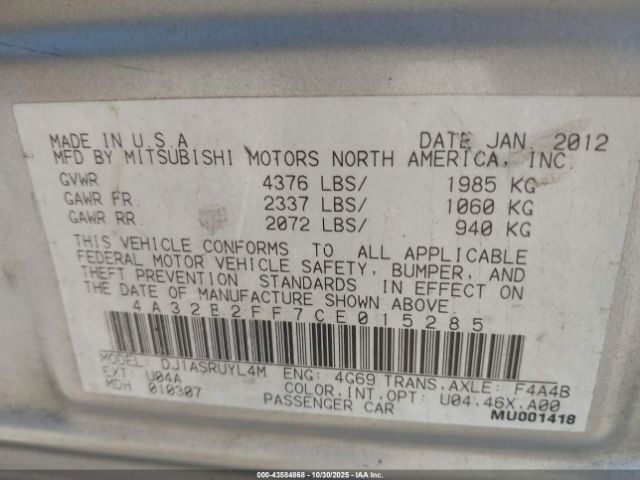 MADE IN U.S.A. DATE JAN 2012
MFD BY MITSUBISHI MOTORS NORTH AMERICA, INC.
GVWR 4376 LBS/ 1985 KG
GAWR FR. 2337 LBS/ 1060 KG
GAWR RR. 2072 LBS/ 940 KG
THIS VEHICLE CONFORMS TO ALL APPLICABLE
FEDERAL MOTOR VEHICLE SAFETY, BUMPER, AND
THEFT PREVENTION STANDARDS IN EFFECT ON
THE DATE OF MANUFACTURE SHOWN ABOVE.
4A32B2FF7CE015285
MODEL: DJ1ASRUYL4M ENG: 4G69 TRANS.AXLE: F4A4B
EXT: U04A COLOR.INT.OPT: U04.46X.A00
MDH 010307 PASSENGER CAR MU001418
000-43584868 - 10/30/2025 - IAAI.COM/CARS